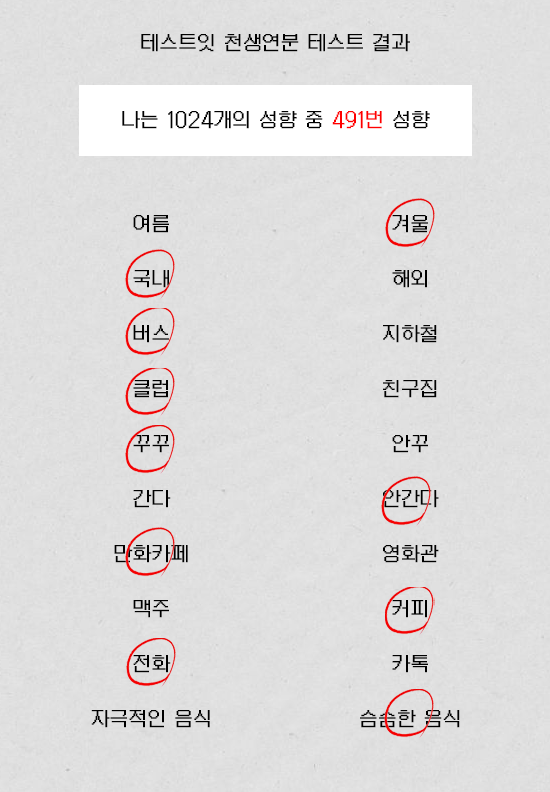 테스트잇 천생연분 테스트 결과
나는 1024개의 성향 중 491번 성향
여름 겨울
국내 해외
버스 지하철
클럽 친구집
꾸꾸 안꾸
간다 안간다
만화카페 영화관
맥주 커피
전화 카톡
자극적인 음식 슴슴한 음식